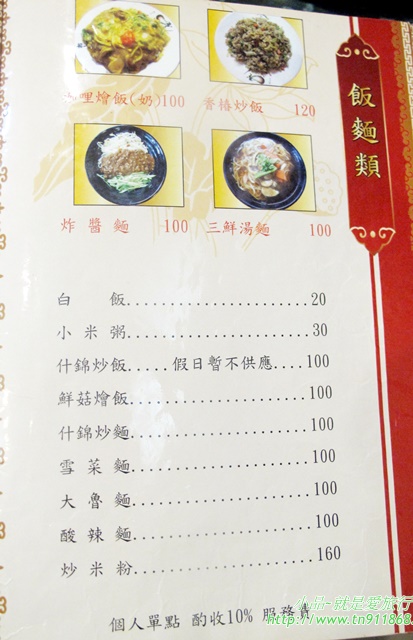 飯麵類
咖哩燴飯(奶)100 香椿炒飯 120
炸醬麵 100 三鮮湯麵 100
白飯......................20
小米粥......................30
什錦炒飯.....假日暫不供應....100
鮮菇燴飯......................100
什錦炒麵......................100
雪菜麵......................100
大魯麵......................100
酸辣麵......................100
炒米粉......................160
個人單點 酌收10% 服務費
就是愛旅行
http://www.tn911868